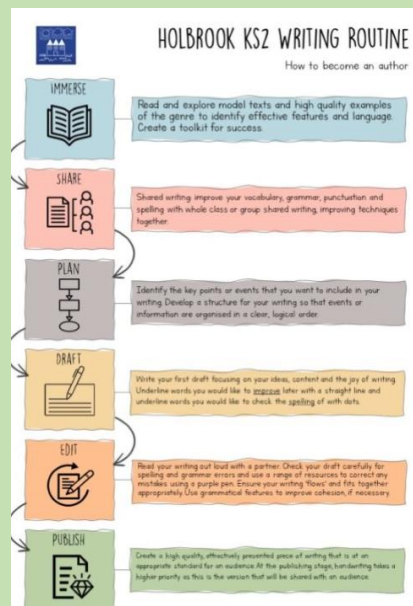 HOLBROOK KS2 WRITING ROUTINE
How to become an author
IMMERSE
Read and explore model texts and high quality examples
of the genre to identify effective features and language.
Create a toolkit for success.
SHARE
Shared writing: improve your vocabulary, grammar, punctuation and
spelling with whole class or group shared writing, improving techniques
together.
PLAN
Identify the key points or events that you want to include in your
writing. Develop a structure for your writing so that events or
information are organised in a clear, logical order.
DRAFT
Write your first draft focusing on your ideas, content and the joy of writing.
Underline words you would like to improve later with a straight line and
underline words you would like to check the spelling of with dots.
EDIT
Read your writing out loud with a partner. Check your draft carefully for
spelling and grammar errors and use a range of resources to correct any
mistakes using a purple pen. Ensure your writing 'flows' and fits together
appropriately. Use grammatical features to improve cohesion, if necessary.
PUBLISH
Create a high quality, attractively presented piece of writing that is at an
appropriate standard for an audience. At the publishing stage, handwriting takes a
higher priority as this is the version that will be shared with an audience.